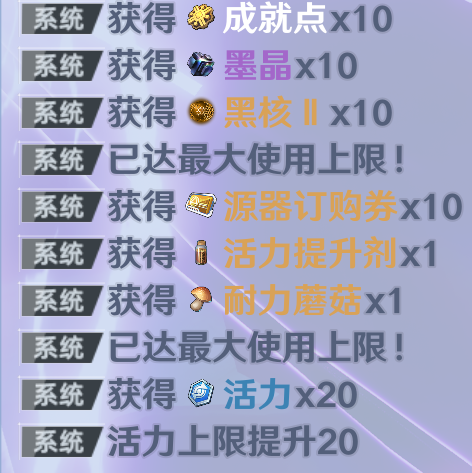 系统 获得 成就点x10
系统 获得 墨晶x10
系统 获得 黑核Ⅱ x10
系统 已达最大使用上限!
系统 获得 源器订购券x10
系统 获得 活力提升剂x1
系统 获得 耐力蘑菇x1
系统 已达最大使用上限!
系统 获得 活力x20
系统 活力上限提升20